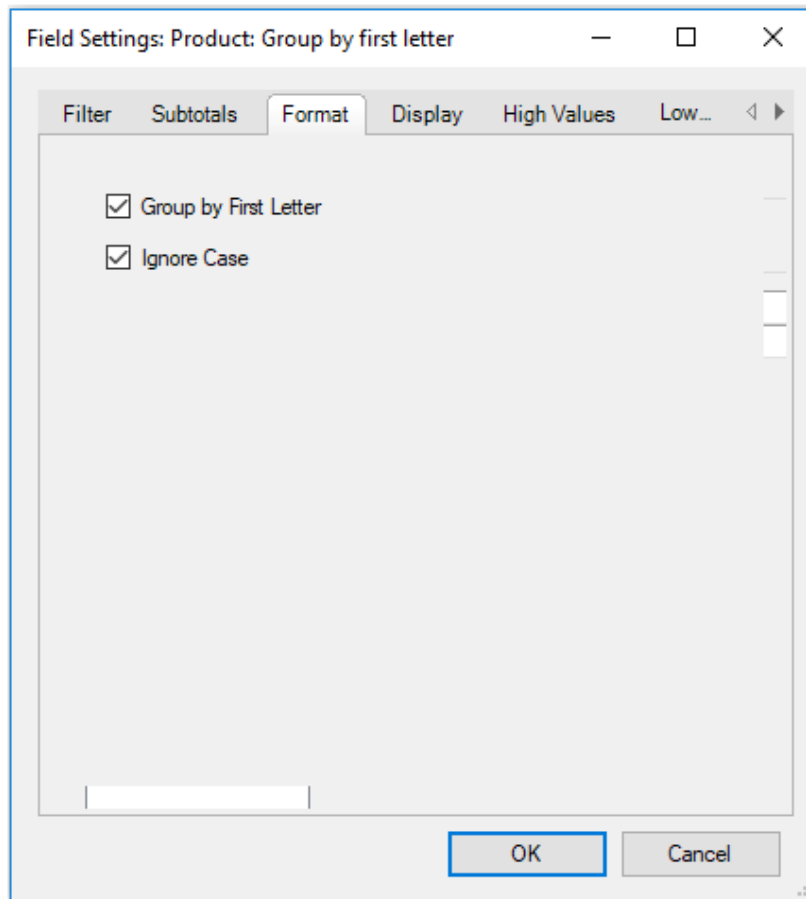 Field Settings: Product: Group by first letter
Filter Subtotals Format Display High Values Low...
Group by First Letter
Ignore Case
OK Cancel